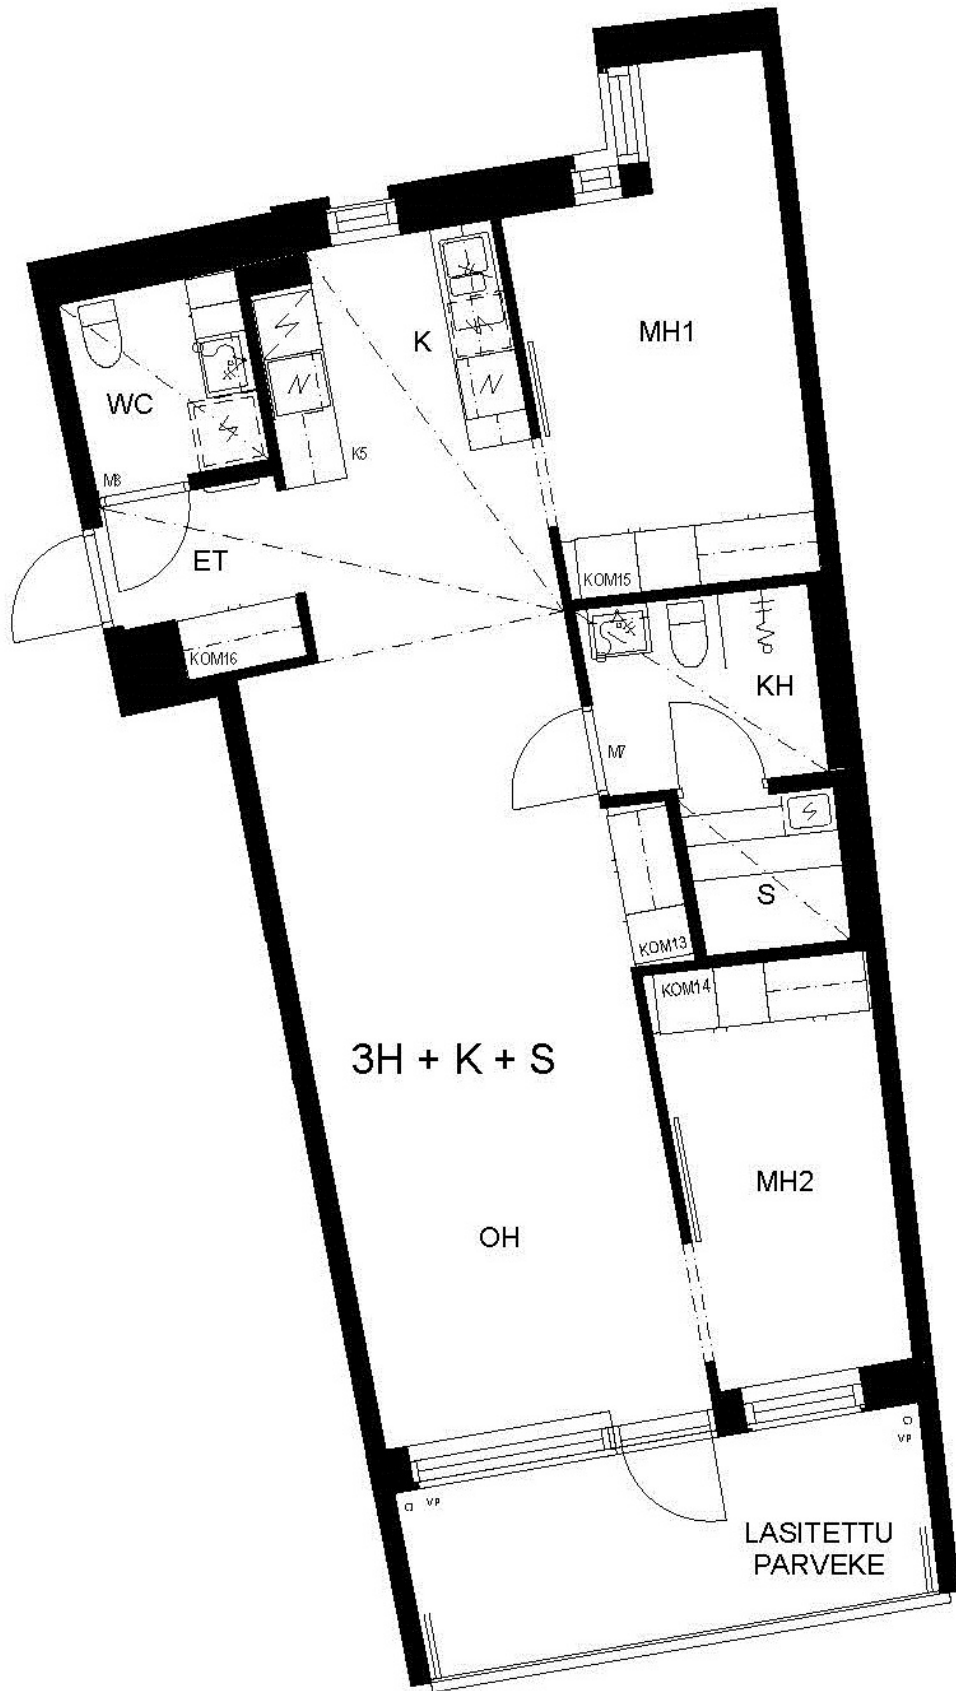 MH1
K
WC
K5
M8
ET
KOM15
KOM16
KH
M7
S
KOM13
KOM14
3H + K + S
MH2
OH
VP
VP
LASITETTU
PARVEKE